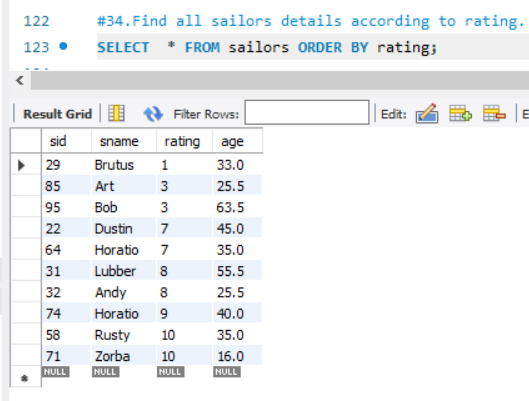 122 #34.Find all sailors details according to rating.
123 SELECT * FROM sailors ORDER BY rating;
Result Grid Filter Rows: Edit:
sid sname rating age
29 Brutus 1 33.0
85 Art 3 25.5
95 Bob 3 63.5
22 Dustin 7 45.0
64 Horatio 7 35.0
31 Lubber 8 55.5
32 Andy 8 25.5
74 Horatio 9 40.0
58 Rusty 10 35.0
71 Zorba 10 16.0
NULL NULL NULL NULL